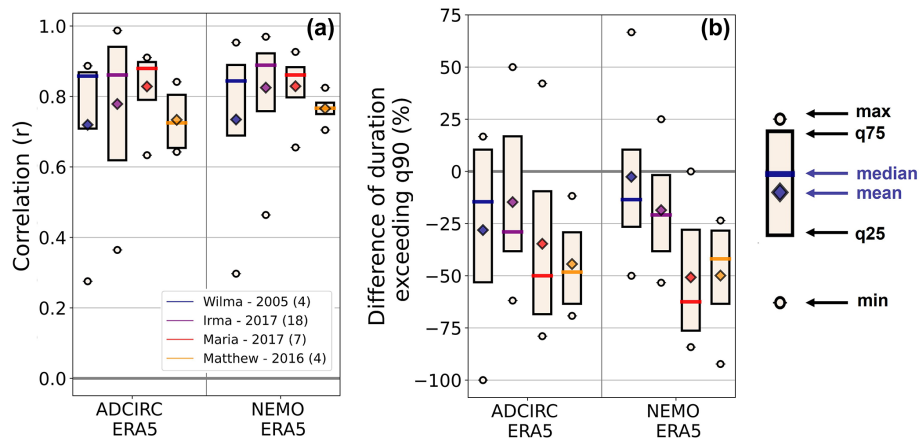 (a)
Correlation (r)
1.0
0.8
0.6
0.4
0.2
0.0
Wilma - 2005 (4)
Irma - 2017 (18)
Maria - 2017 (7)
Matthew - 2016 (4)
ADCIRC
ERA5
NEMO
ERA5
(b)
Difference of duration
exceeding q90 (%)
75
50
25
0
−25
−50
−75
−100
ADCIRC
ERA5
NEMO
ERA5
max
q75
median
mean
q25
min